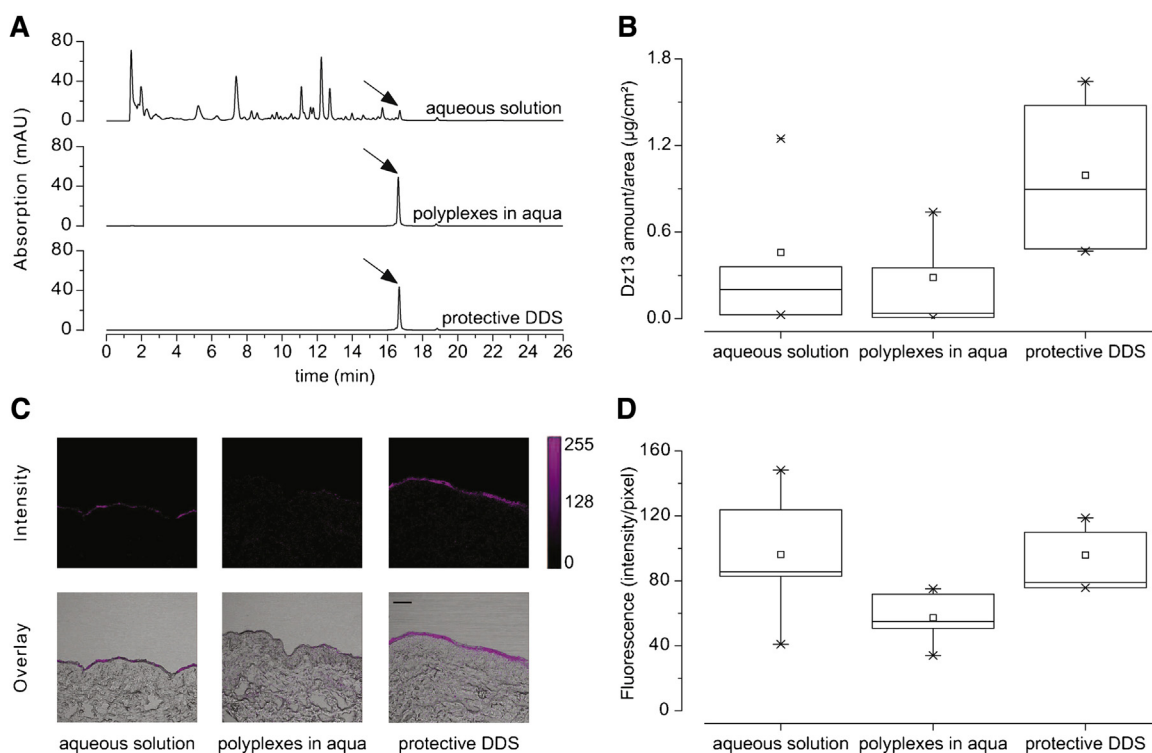 A
80
40
0
aqueous solution
80
40
0
polyplexes in aqua
80
40
0
protective DDS
Absorption (mAU)
0 2 4 6 8 10 12 14 16 18 20 22 24 26
time (min)
B
1.8
1.2
0.6
0.0
Dz13 amount/area (µg/cm²)
aqueous solution polyplexes in aqua protective DDS
C
Intensity
255
128
0
Overlay
aqueous solution polyplexes in aqua protective DDS
D
160
120
80
40
0
Fluorescence (intensity/pixel)
aqueous solution polyplexes in aqua protective DDS